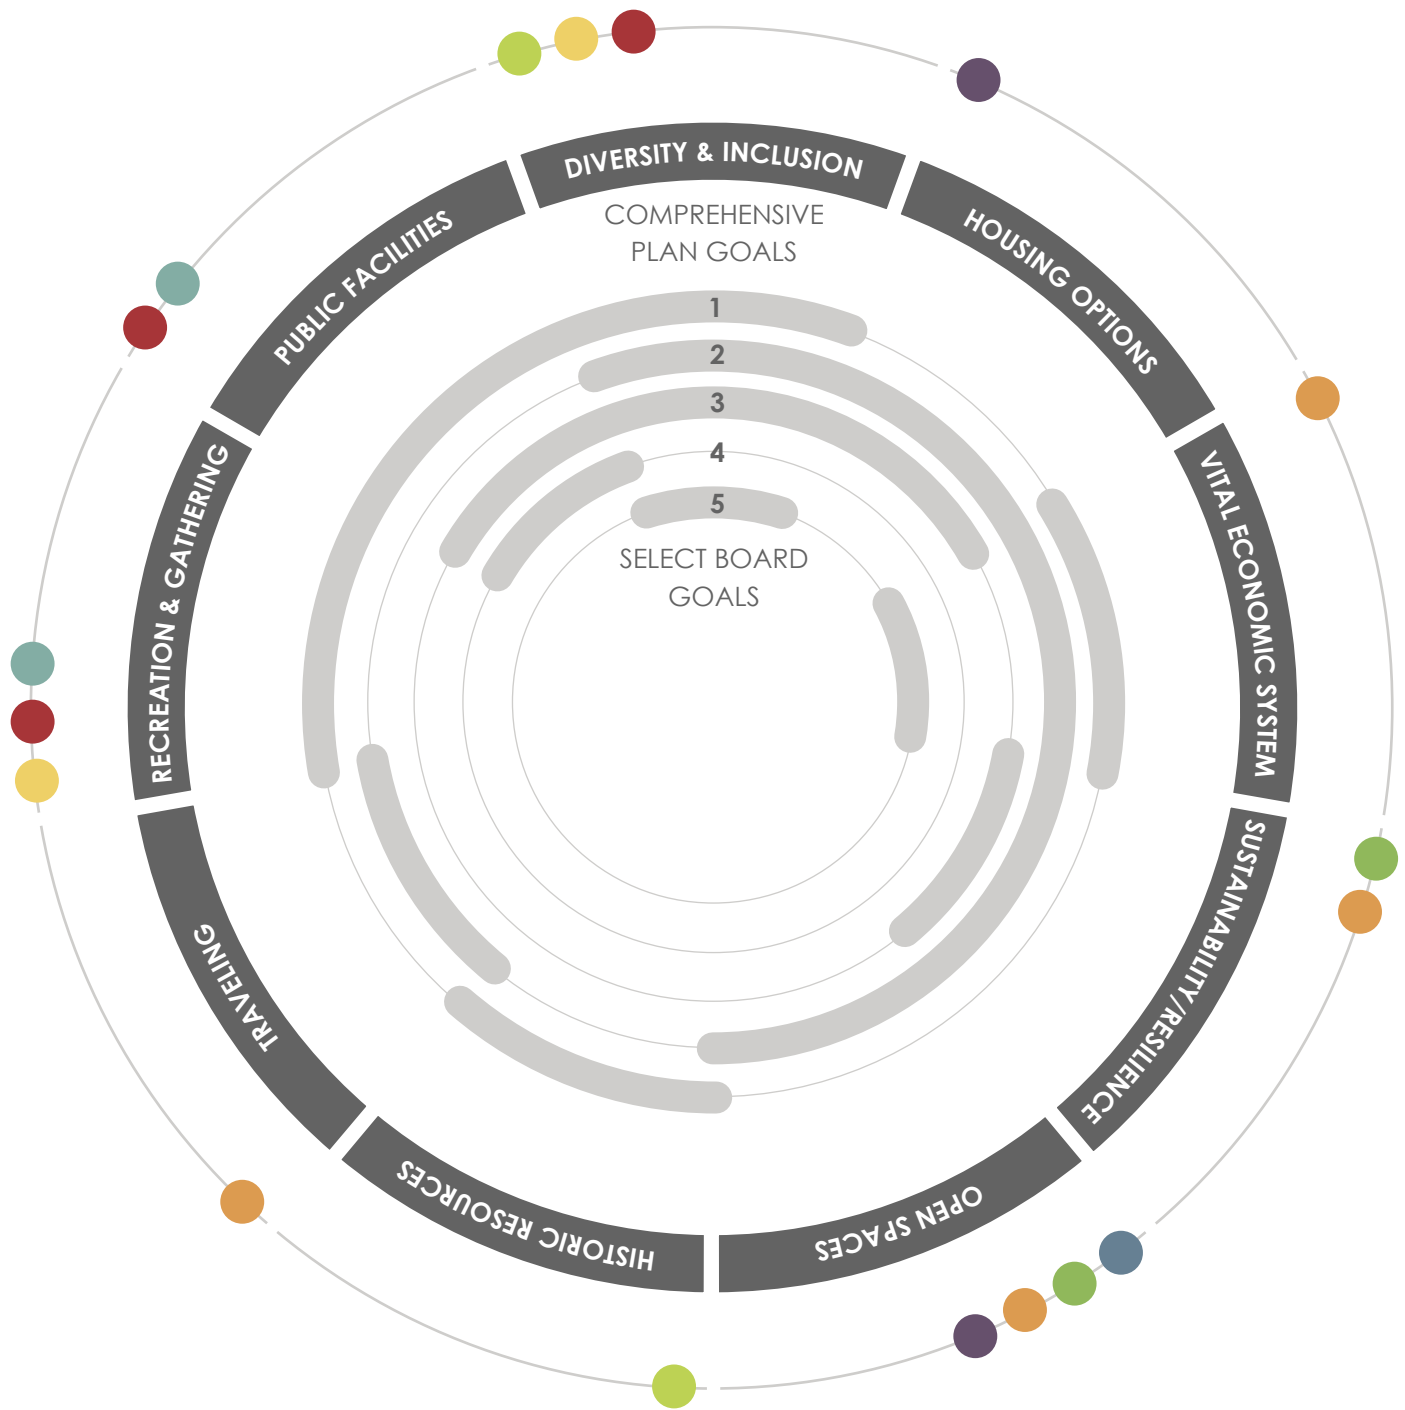 DIVERSITY & INCLUSION
HOUSING OPTIONS
VITAL ECONOMIC SYSTEM
SUSTAINABILITY/RESILIENCE
OPEN SPACES
HISTORIC RESOURCES
TRAVELING
RECREATION & GATHERING
PUBLIC FACILITIES
COMPREHENSIVE
PLAN GOALS
1
2
3
4
5
SELECT BOARD
GOALS